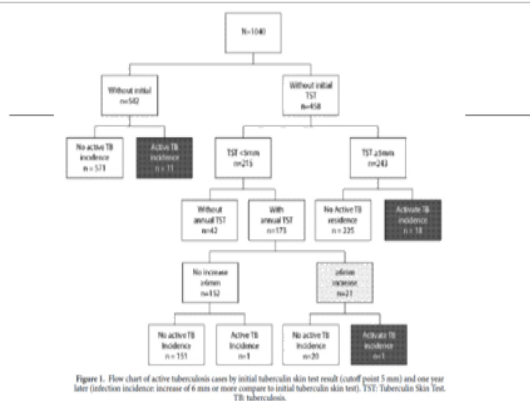 N=1040
Without initial
n=582
Without initial
TST
n=458
No active TB
incidence
n = 571
Active TB
incidence
n = 11
TST <5mm
n=215
TST ≥5mm
n=243
Without
annual TST
n=42
With
annual TST
n=173
No Active TB
residence
n = 225
Activate TB
incidence
n = 18
No increase
≥6mm
n=152
≥6mm
increase
n=21
No active TB
Incidence
n = 151
Active TB
Incidence
n=1
No active TB
incidence
n=20
Activate TB
incidence
n=1
Figure 1. Flow chart of active tuberculosis cases by initial tuberculin skin test result (cutoff point 5 mm) and one year
later (infection incidence: increase of 6 mm or more compare to initial tuberculin skin test). TST: Tuberculin Skin Test.
TB: tuberculosis.